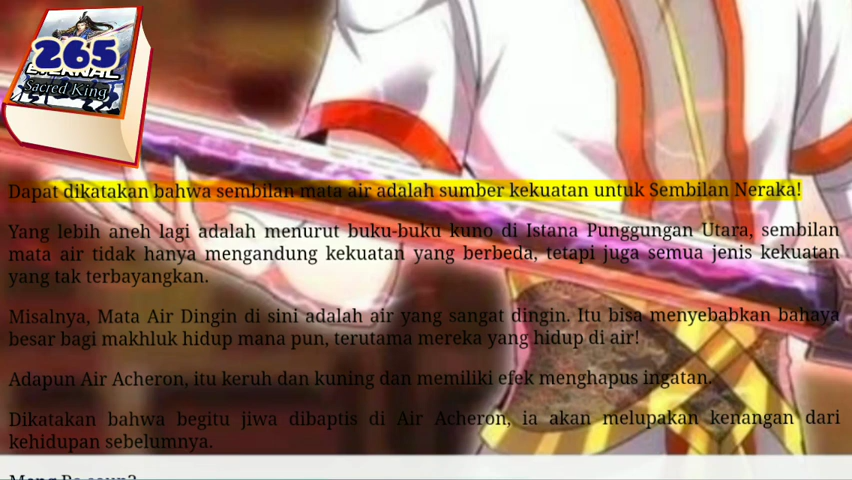 265
ETERNAL
Sacred King
Dapat dikatakan bahwa sembilan mata air adalah sumber kekuatan untuk Sembilan Neraka!
Yang lebih aneh lagi adalah menurut buku-buku kuno di Istana Punggungan Utara, sembilan
mata air tidak hanya mengandung kekuatan yang berbeda, tetapi juga semua jenis kekuatan
yang tak terbayangkan.
Misalnya, Mata Air Dingin di sini adalah air yang sangat dingin. Itu bisa menyebabkan bahaya
besar bagi makhluk hidup mana pun, terutama mereka yang hidup di air!
Adapun Air Acheron, itu keruh dan kuning dan memiliki efek menghapus ingatan.
Dikatakan bahwa begitu jiwa dibaptis di Air Acheron, ia akan melupakan kenangan dari
kehidupan sebelumnya.